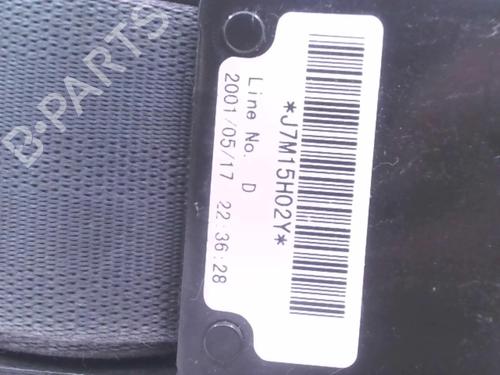 *J7M15H02Y*
Line No. D
2001/05/17 22:36:28
B-PARTS